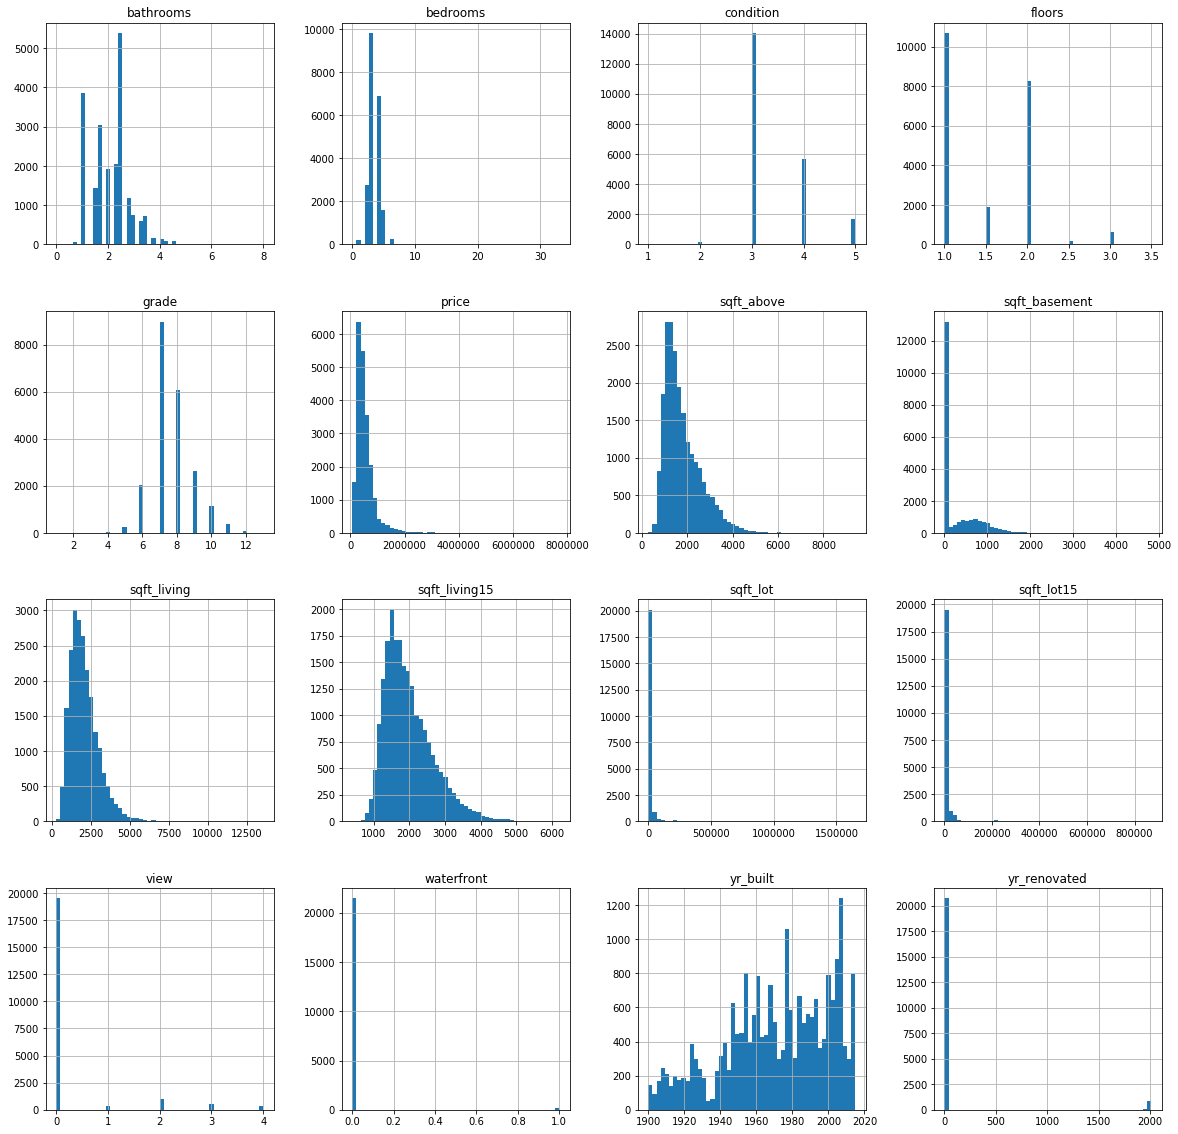 bathrooms bedrooms condition floors
5000 4000 3000 2000 1000 0
0 2 4 6 8
10000 8000 6000 4000 2000 0
0 10 20 30
14000 12000 10000 8000 6000 4000 2000 0
1 2 3 4 5
10000 8000 6000 4000 2000 0
1.0 1.5 2.0 2.5 3.0 3.5
grade price sqft_above sqft_basement
8000 6000 4000 2000 0
2 4 6 8 10 12
6000 5000 4000 3000 2000 1000 0
0 2000000 4000000 6000000 8000000
2500 2000 1500 1000 500 0
0 2000 4000 6000 8000
12000 10000 8000 6000 4000 2000 0
0 1000 2000 3000 4000 5000
sqft_living sqft_living15 sqft_lot sqft_lot15
3000 2500 2000 1500 1000 500 0
0 2500 5000 7500 10000 12500
2000 1750 1500 1250 1000 750 500 250 0
1000 2000 3000 4000 5000 6000
20000 17500 15000 12500 10000 7500 5000 2500 0
0 500000 1000000 1500000
20000 17500 15000 12500 10000 7500 5000 2500 0
0 200000 400000 600000 800000
view waterfront yr_built yr_renovated
20000 17500 15000 12500 10000 7500 5000 2500 0
0 1 2 3 4
20000 15000 10000 5000 0
0.0 0.2 0.4 0.6 0.8 1.0
1200 1000 800 600 400 200 0
1900 1920 1940 1960 1980 2000 2020
20000 17500 15000 12500 10000 7500 5000 2500 0
0 500 1000 1500 2000